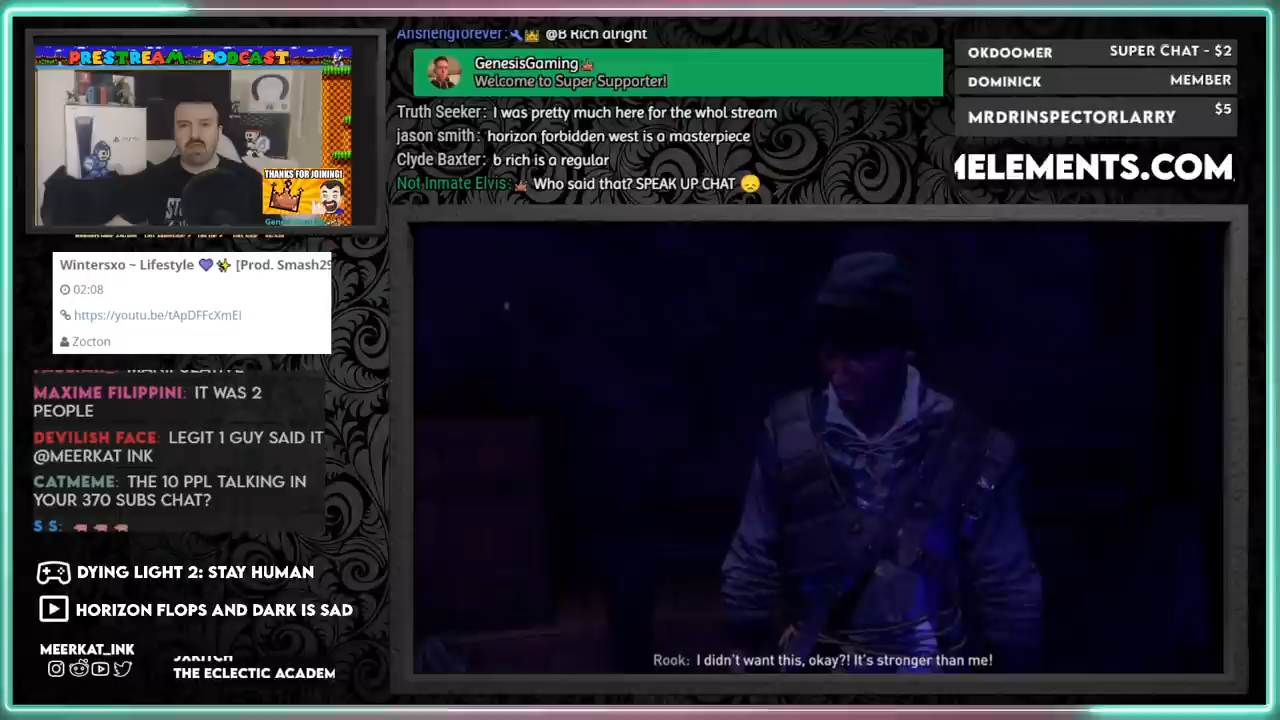 PRESTREAM PODCAST
THANKS FOR JOINING!
Anshengforever: @B Rich alright
GenesisGaming
Welcome to Super Supporter!
Truth Seeker: I was pretty much here for the whol stream
jason smith: horizon forbidden west is a masterpiece
Clyde Baxter: b rich is a regular
Not Inmate Elvis: Who said that? SPEAK UP CHAT
OKDOOMER SUPER CHAT - $2
DOMINICK MEMBER
MRDRINSPECTORLARRY $5
ELEMENTS.COM
Wintersxo ~ Lifestyle 💜✨ [Prod. Smash29
02:08
https://youtu.be/tApDFFcXmEI
Zocton
MAXIME FILIPPINI: IT WAS 2
PEOPLE
DEVILISH FACE: LEGIT 1 GUY SAID IT
@MEERKAT INK
CATMEME: THE 10 PPL TALKING IN
YOUR 370 SUBS CHAT?
S S:
DYING LIGHT 2: STAY HUMAN
HORIZON FLOPS AND DARK IS SAD
MEERKAT_INK
THE ECLECTIC ACADEM
Rook: I didn't want this, okay?! It's stronger than me!